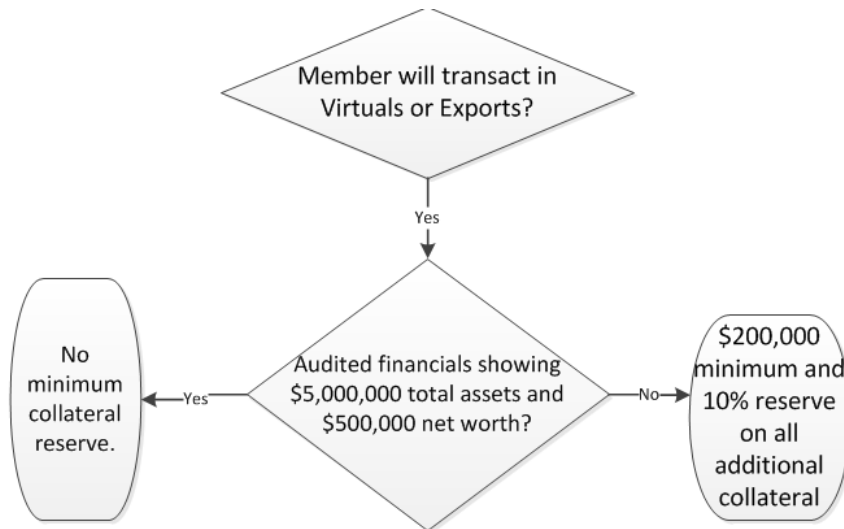 Member will transact in
Virtuals or Exports?
Yes
Audited financials showing
$5,000,000 total assets and
$500,000 net worth?
Yes
No
minimum
collateral
reserve.
No
$200,000
minimum and
10% reserve
on all
additional
collateral